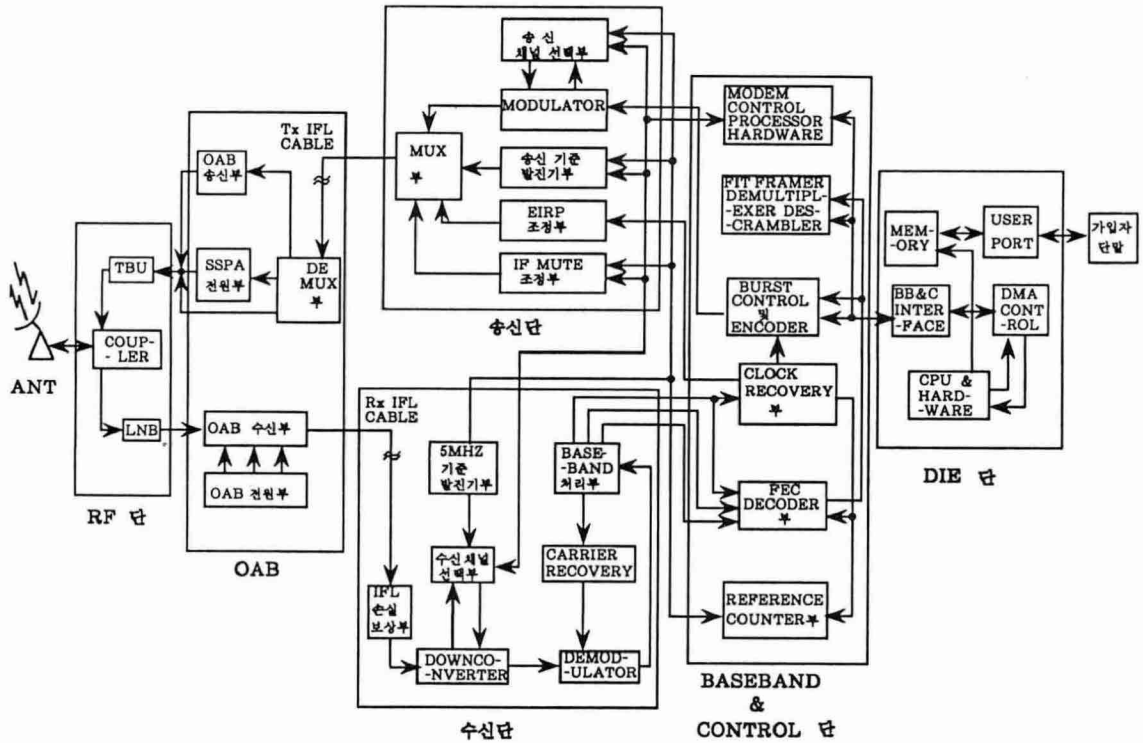 송 신
채널 선택부
MODULATOR
MUX
부
송신 기준
발진기부
EIRP
조정부
IF MUTE
조정부
송신단
Tx IFL
CABLE
OAB
송신부
SSPA
전원부
DE
MUX
부
TBU
COUP-
- LER
LNB
ANT
RF 단
OAB 수신부
OAB 전원부
OAB
Rx IFL
CABLE
5MHZ
기준
발진기부
BASE-
-BAND
처리부
수신채널
선택부
CARRIER
RECOVERY
IFL
손실
보상부
DOWNCO-
-NVERTER
DEMOD-
-ULATOR
수신단
MODEM
CONTROL
PROCESSOR
HARDWARE
FIT FRAMER
DEMULTIPL-
-EXER DES-
CRAMBLER
BURST
CONTROL
및
ENCODER
CLOCK
RECOVERY
부
FEC
DECODER
부
REFERENCE
COUNTER부
BASEBAND
&
CONTROL 단
MEM-
-ORY
USER
PORT
가입자
단말
BB&C
INTER
-FACE
DMA
CONT
-ROL
CPU &
HARD-
-WARE
DIE 단